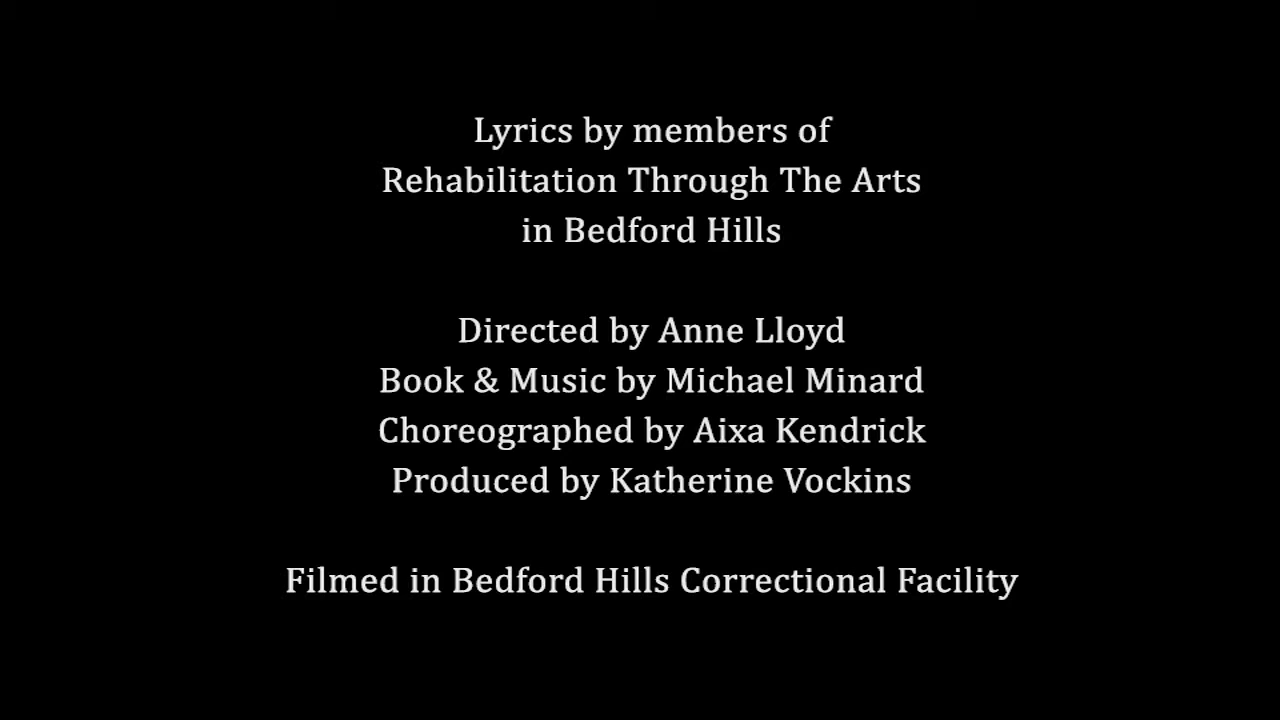 Lyrics by members of
Rehabilitation Through The Arts
in Bedford Hills
Directed by Anne Lloyd
Book & Music by Michael Minard
Choreographed by Aixa Kendrick
Produced by Katherine Vockins
Filmed in Bedford Hills Correctional Facility